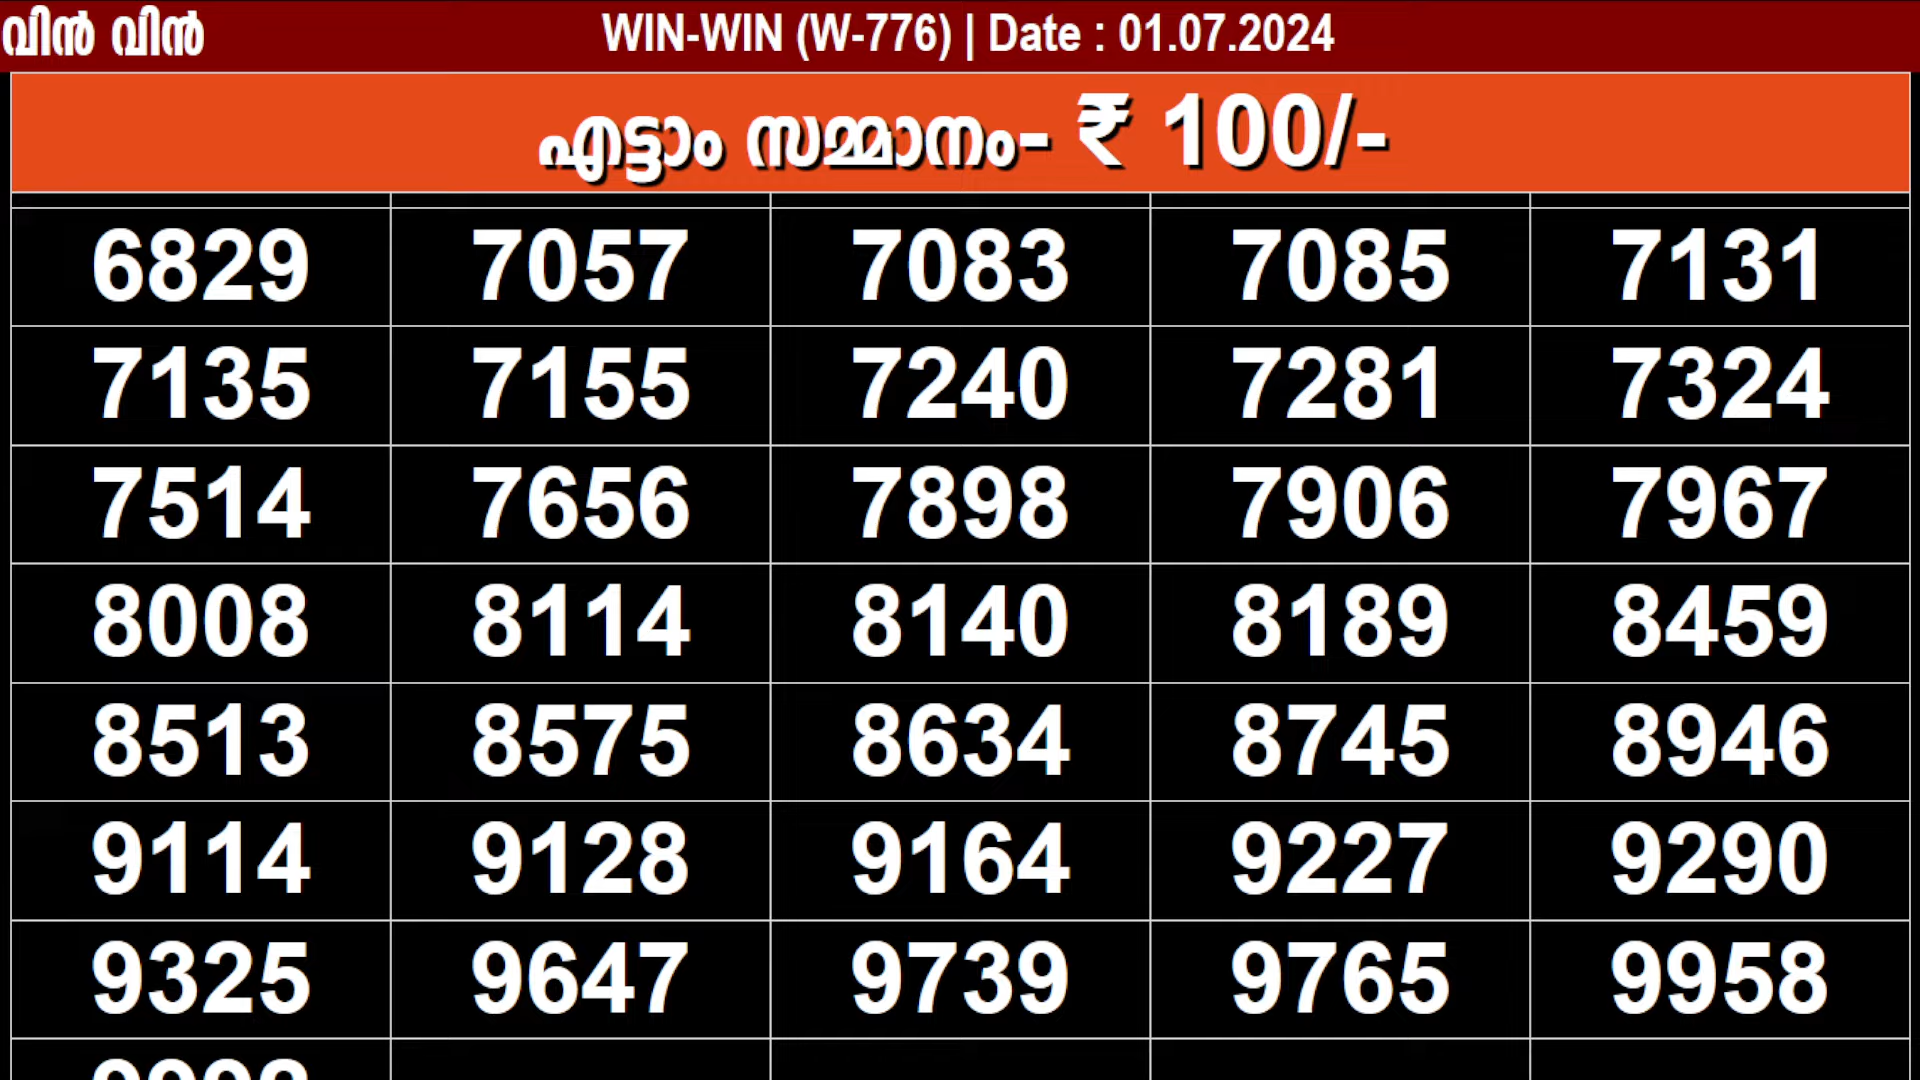 വിൻ വിൻ WIN-WIN (W-776) | Date : 01.07.2024
എട്ടാം സമ്മാനം- ₹ 100/-
6829 7057 7083 7085 7131
7135 7155 7240 7281 7324
7514 7656 7898 7906 7967
8008 8114 8140 8189 8459
8513 8575 8634 8745 8946
9114 9128 9164 9227 9290
9325 9647 9739 9765 9958